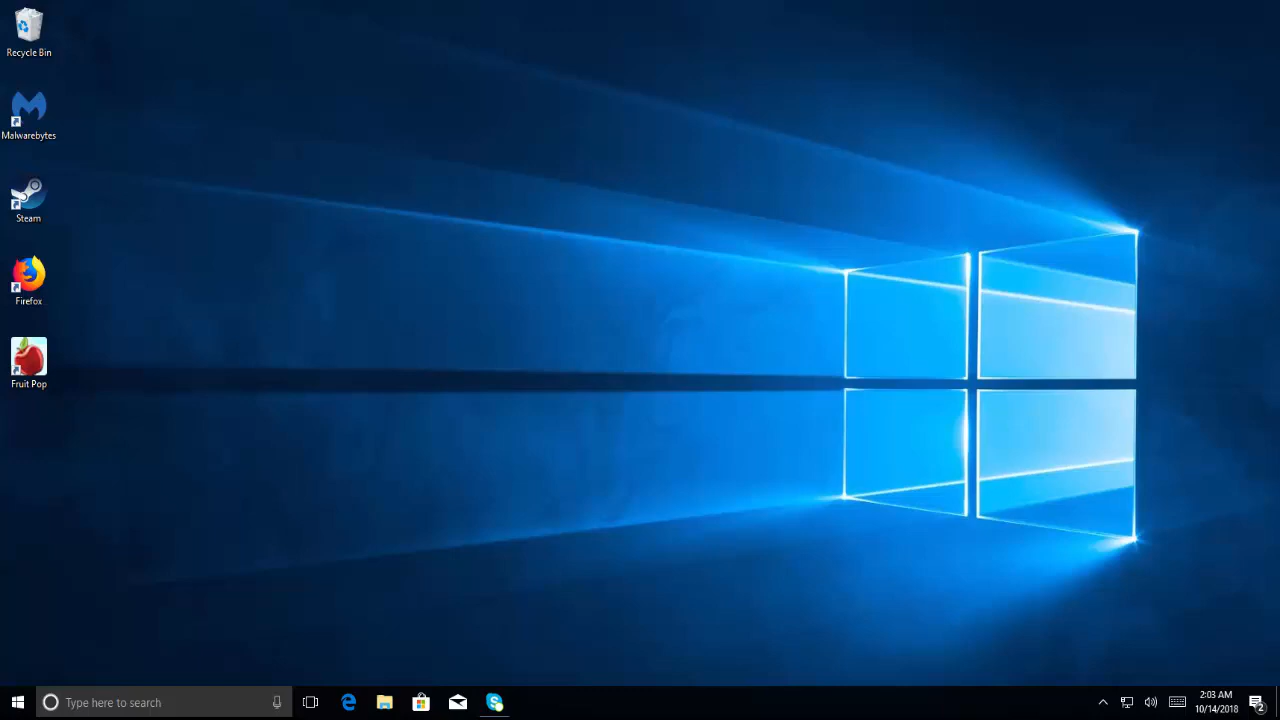 Recycle Bin
Malwarebytes
Steam
Firefox
Fruit Pop
Type here to search
2:03 AM
10/14/2018
2